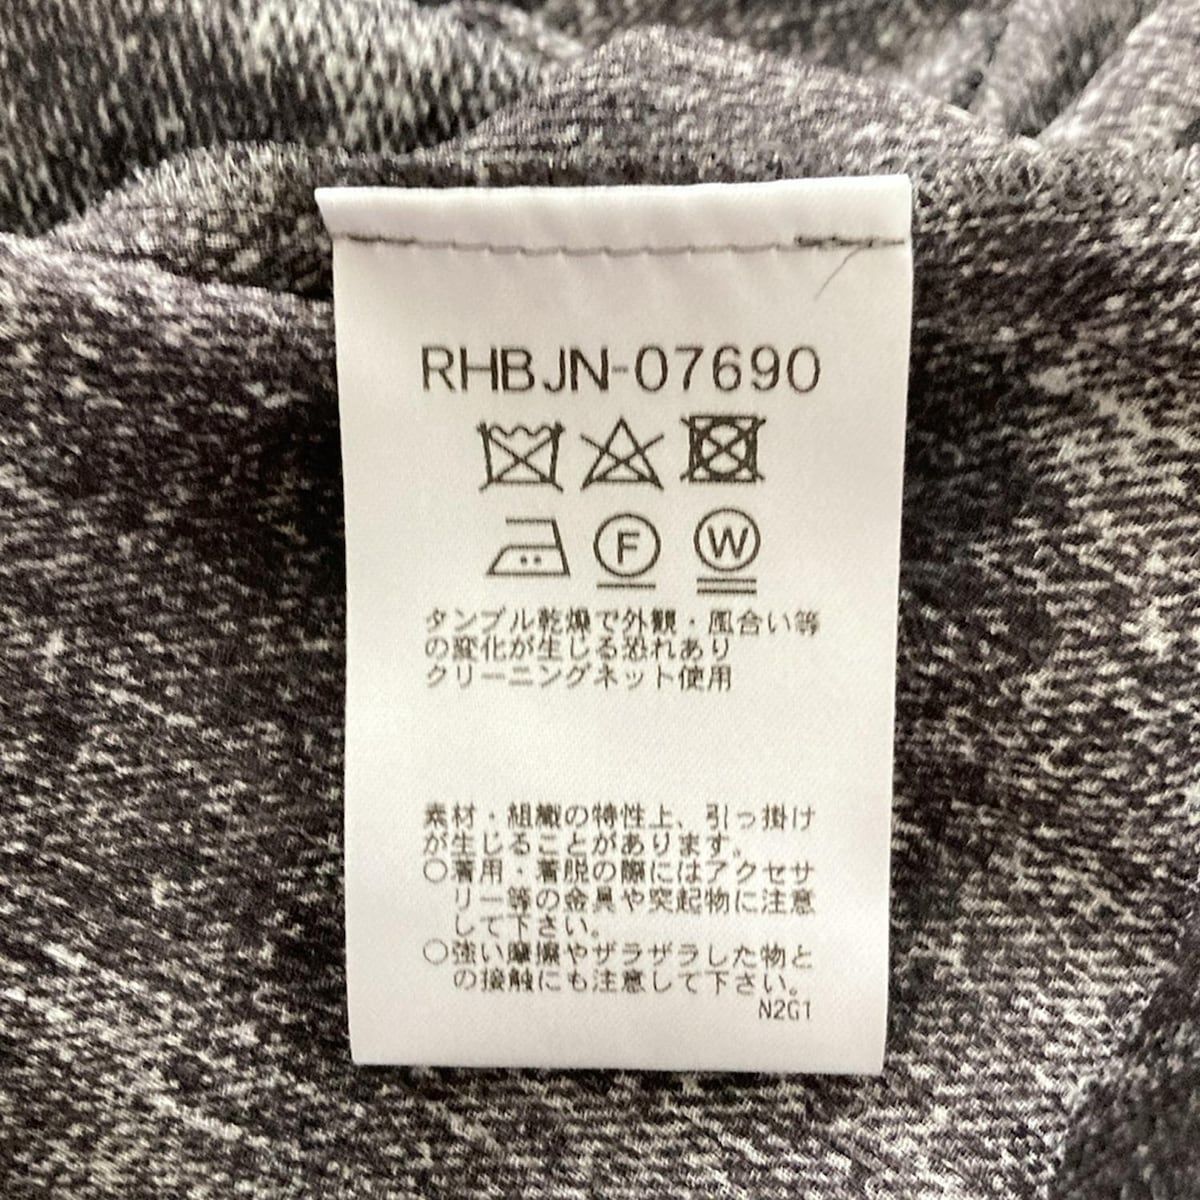 RHBJN-07690
F W
タンブル乾燥で外観・風合い等
の変化が生じる恐れあり
クリーニングネット使用
素材・組織の特性上、引っ掛け
が生じることがあります。
○着用・着脱の際にはアクセサ
リー等の金具や突起物に注意
して下さい。
○強い摩擦やザラザラした物と
の接触にも注意して下さい。
N2G1